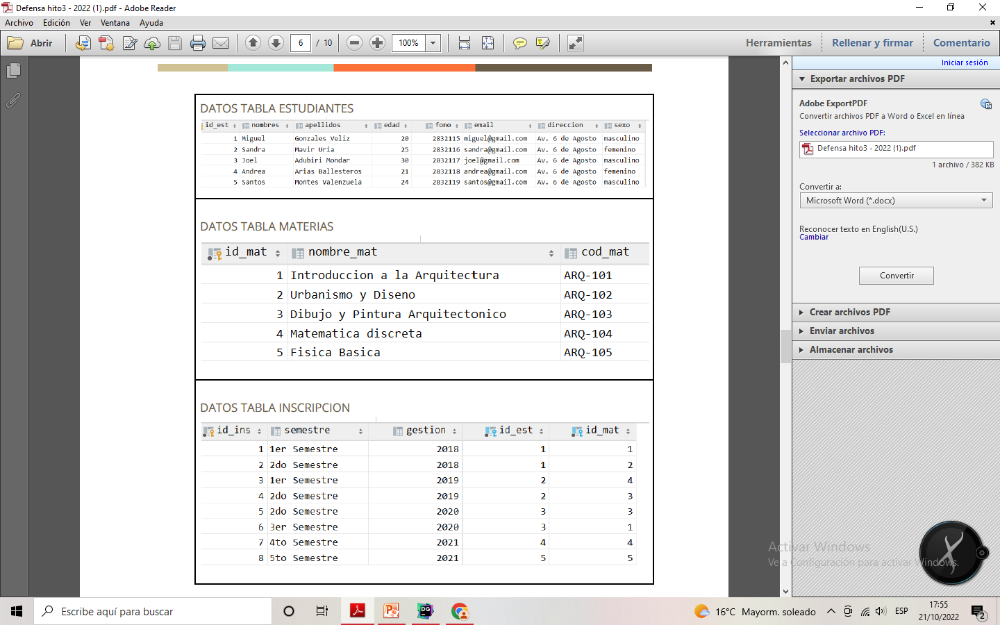 Defensa hito3 - 2022 (1).pdf - Adobe Reader
Archivo Edición Ver Ventana Ayuda
Abrir 6 / 10 100% Herramientas Rellenar y firmar Comentario
Iniciar sesión
Exportar archivos PDF
Adobe ExportPDF
Convertir archivos PDF a Word o Excel en línea
Seleccionar archivo PDF:
Defensa hito3 - 2022 (1).pdf
1 archivo / 382 KB
Convertir a:
Microsoft Word (*.docx)
Reconocer texto en English(U.S.)
Cambiar
Convertir
Crear archivos PDF
Enviar archivos
Almacenar archivos
DATOS TABLA ESTUDIANTES
id_est nombres apellidos edad fono email direccion sexo
1 Miguel Gonzales Veliz 20 2832115 miguel@gmail.com Av. 6 de Agosto masculino
2 Sandra Mavir Uria 25 2832116 sandra@gmail.com Av. 6 de Agosto femenino
3 Joel Adubiri Mondar 30 2832117 joel@gmail.com Av. 6 de Agosto masculino
4 Andrea Arias Ballesteros 21 2832118 andrea@gmail.com Av. 6 de Agosto femenino
5 Santos Montes Valenzuela 24 2832119 santos@gmail.com Av. 6 de Agosto masculino
DATOS TABLA MATERIAS
id_mat nombre_mat cod_mat
1 Introduccion a la Arquitectura ARQ-101
2 Urbanismo y Diseno ARQ-102
3 Dibujo y Pintura Arquitectonico ARQ-103
4 Matematica discreta ARQ-104
5 Fisica Basica ARQ-105
DATOS TABLA INSCRIPCION
id_ins semestre gestion id_est id_mat
1 1er Semestre 2018 1 1
2 2do Semestre 2018 1 2
3 1er Semestre 2019 2 4
4 2do Semestre 2019 2 3
5 2do Semestre 2020 3 3
6 3er Semestre 2020 3 1
7 4to Semestre 2021 4 4
8 5to Semestre 2021 5 5
Activar Windows
Ve a Configuración para activar Windows.
Escribe aquí para buscar
DG
16°C Mayorm. soleado ESP 17:55
21/10/2022 2